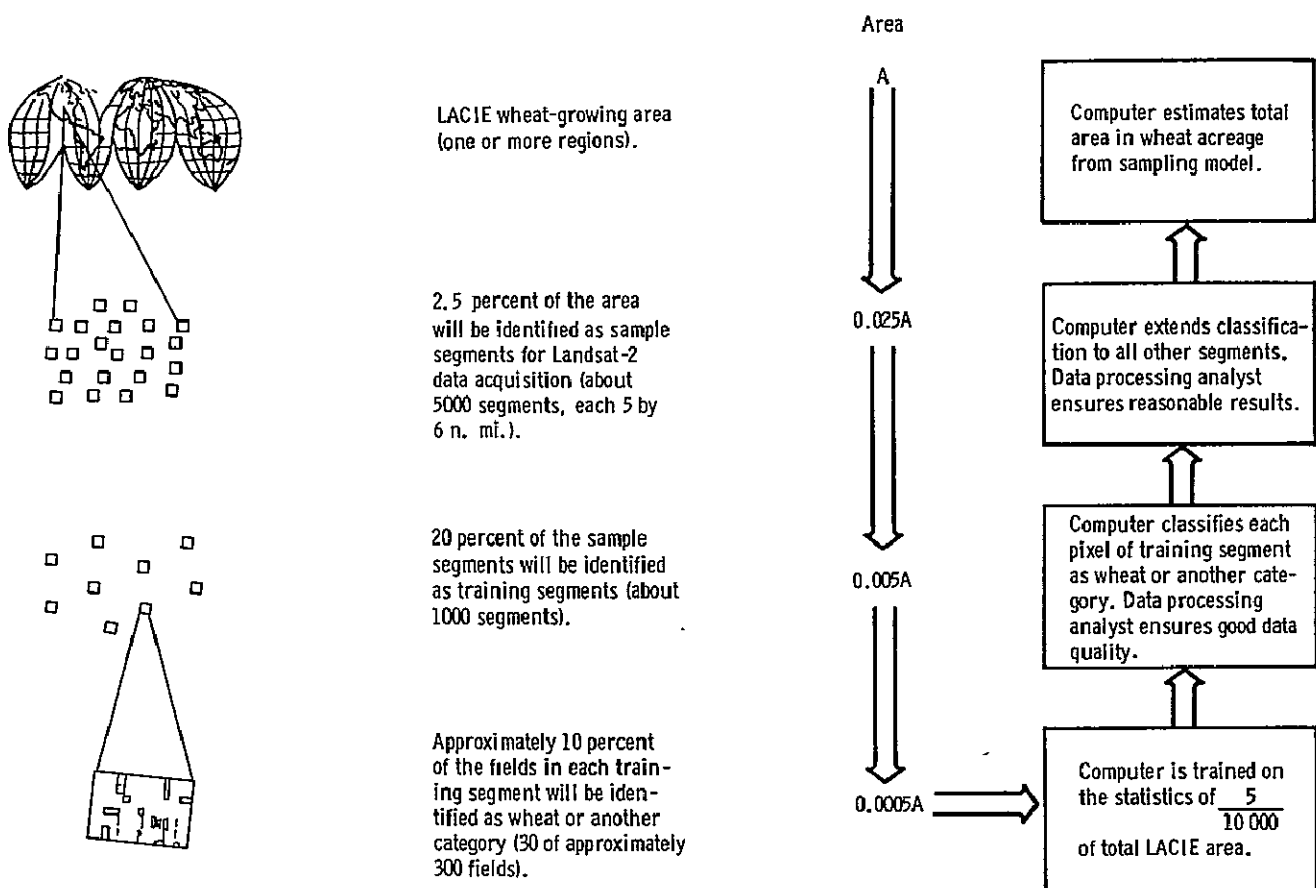 Area
A
LACIE wheat-growing area
(one or more regions).
2.5 percent of the area
will be identified as sample
segments for Landsat-2
data acquisition (about
5000 segments, each 5 by
6 n. mi.).
0.025A
20 percent of the sample
segments will be identified
as training segments (about
1000 segments).
0.005A
Approximately 10 percent
of the fields in each train-
ing segment will be iden-
tified as wheat or another
category (30 of approximately
300 fields).
0.0005A
Computer is trained on
the statistics of 5
10 000
of total LACIE area.
Computer classifies each
pixel of training segment
as wheat or another cate-
gory. Data processing
analyst ensures good data
quality.
Computer extends classifica-
tion to all other segments.
Data processing analyst
ensures reasonable results.
Computer estimates total
area in wheat acreage
from sampling model.